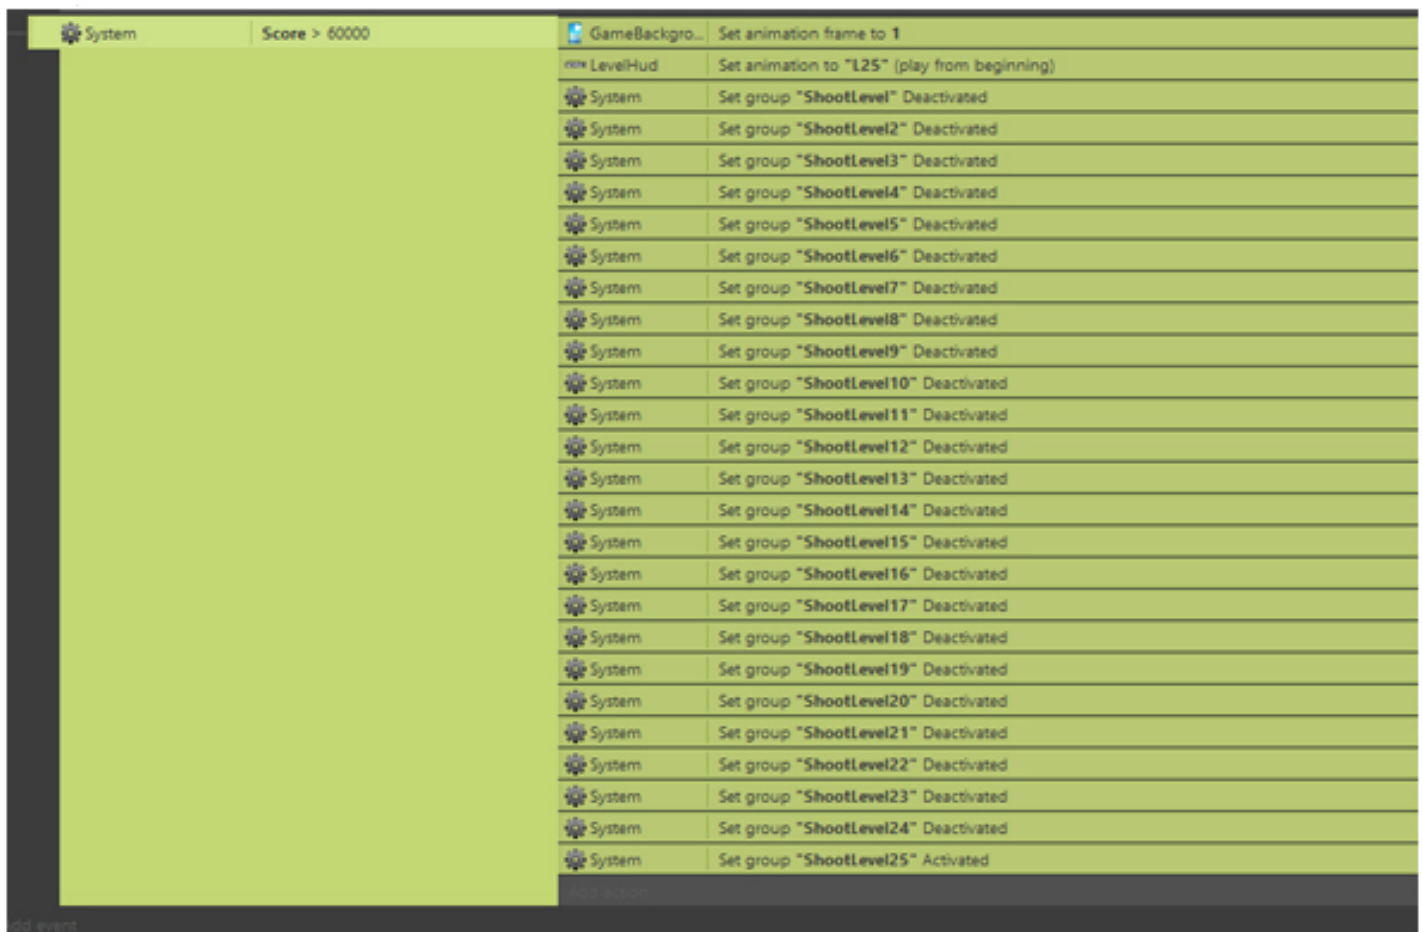 System Score > 60000 GameBackgro... Set animation frame to 1
LevelHud Set animation to "L25" (play from beginning)
System Set group "ShootLevel" Deactivated
System Set group "ShootLevel2" Deactivated
System Set group "ShootLevel3" Deactivated
System Set group "ShootLevel4" Deactivated
System Set group "ShootLevel5" Deactivated
System Set group "ShootLevel6" Deactivated
System Set group "ShootLevel7" Deactivated
System Set group "ShootLevel8" Deactivated
System Set group "ShootLevel9" Deactivated
System Set group "ShootLevel10" Deactivated
System Set group "ShootLevel11" Deactivated
System Set group "ShootLevel12" Deactivated
System Set group "ShootLevel13" Deactivated
System Set group "ShootLevel14" Deactivated
System Set group "ShootLevel15" Deactivated
System Set group "ShootLevel16" Deactivated
System Set group "ShootLevel17" Deactivated
System Set group "ShootLevel18" Deactivated
System Set group "ShootLevel19" Deactivated
System Set group "ShootLevel20" Deactivated
System Set group "ShootLevel21" Deactivated
System Set group "ShootLevel22" Deactivated
System Set group "ShootLevel23" Deactivated
System Set group "ShootLevel24" Deactivated
System Set group "ShootLevel25" Activated
Add action
dd event